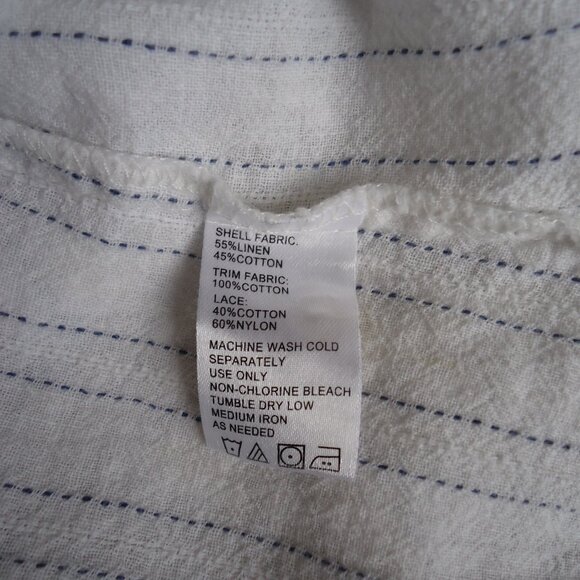 SHELL FABRIC:
55%LINEN
45%COTTON
TRIM FABRIC:
100%COTTON
LACE:
40%COTTON
60%NYLON
MACHINE WASH COLD
SEPARATELY
USE ONLY
NON-CHLORINE BLEACH
TUMBLE DRY LOW
MEDIUM IRON
AS NEEDED